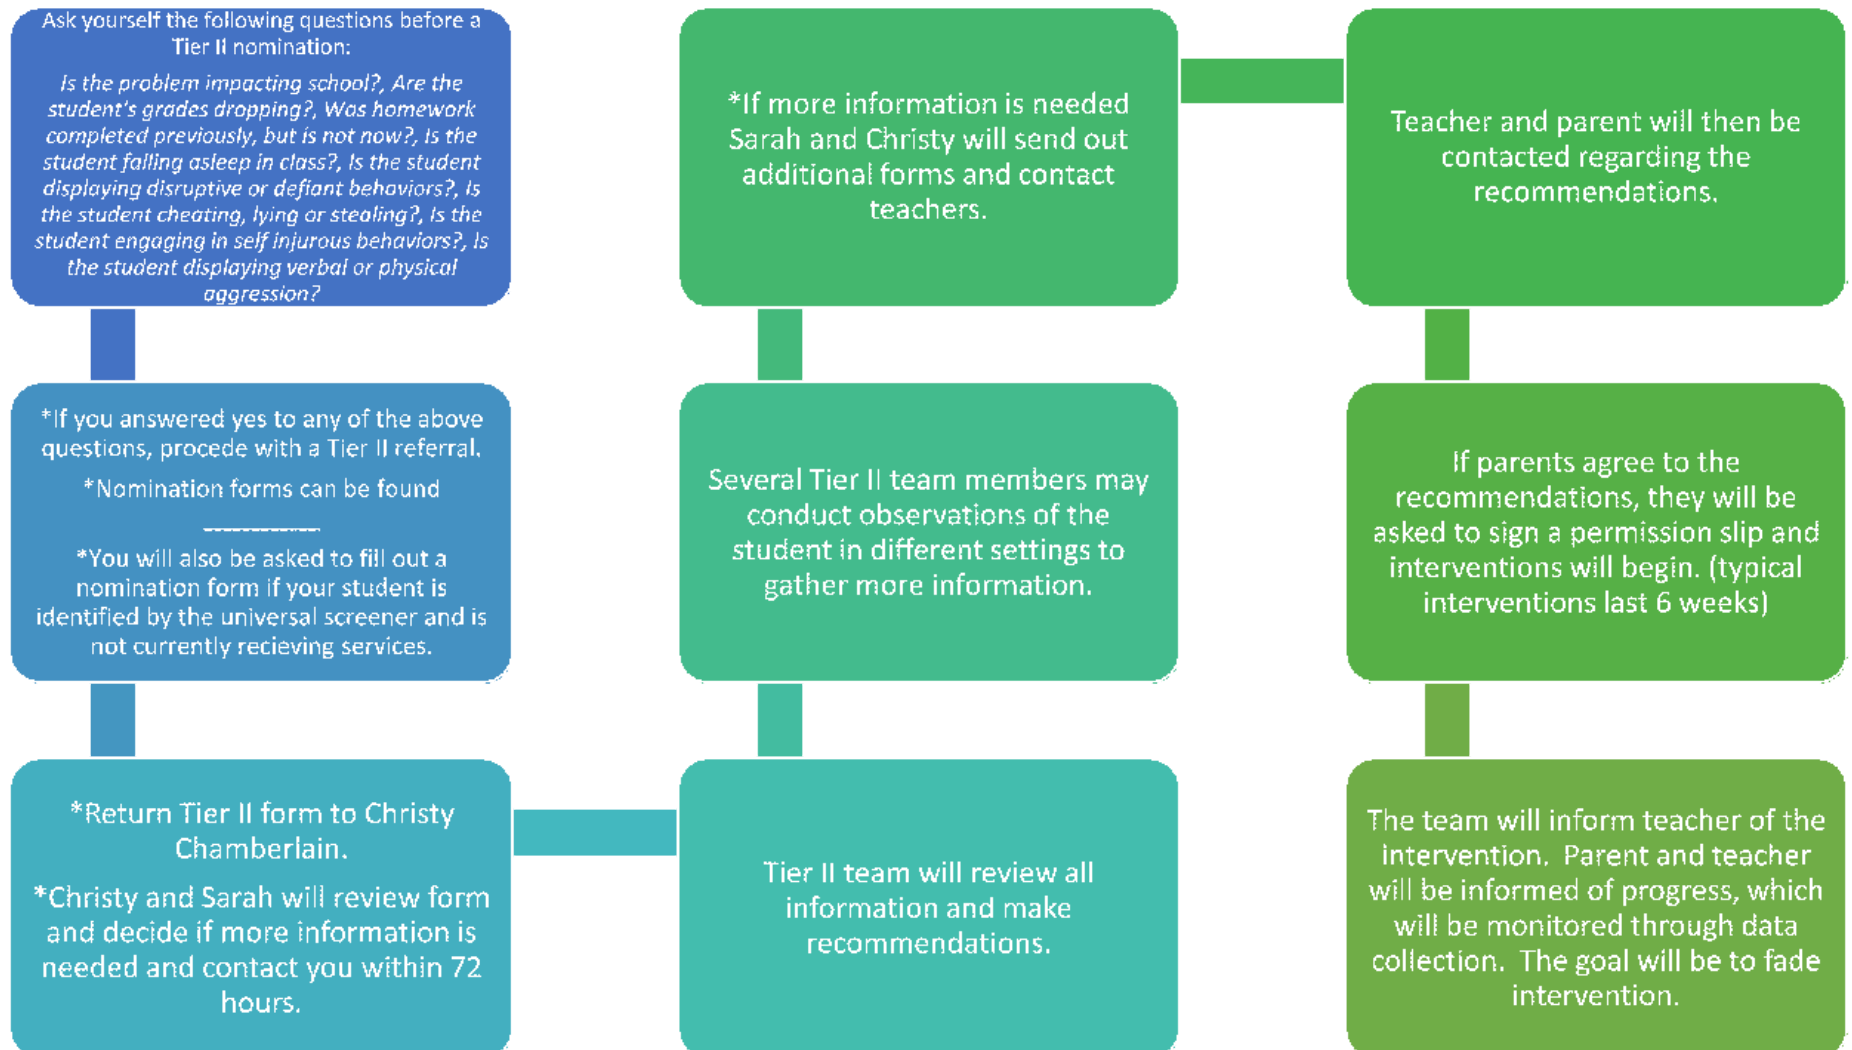 Ask yourself the following questions before a
Tier II nomination:
Is the problem impacting school?, Are the
student's grades dropping?, Was homework
completed previously, but is not now?, Is the
student falling asleep in class?, Is the student
displaying disruptive or defiant behaviors?, Is
the student cheating, lying or stealing?, Is the
student engaging in self injurous behaviors?, Is
the student displaying verbal or physical
aggression?
*If you answered yes to any of the above
questions, procede with a Tier II referral.
*Nomination forms can be found
____________
*You will also be asked to fill out a
nomination form if your student is
identified by the universal screener and is
not currently recieving services.
*Return Tier II form to Christy
Chamberlain.
*Christy and Sarah will review form
and decide if more information is
needed and contact you within 72
hours.
Tier II team will review all
information and make
recommendations.
Several Tier II team members may
conduct observations of the
student in different settings to
gather more information.
*If more information is needed
Sarah and Christy will send out
additional forms and contact
teachers.
Teacher and parent will then be
contacted regarding the
recommendations.
If parents agree to the
recommendations, they will be
asked to sign a permission slip and
interventions will begin. (typical
interventions last 6 weeks)
The team will inform teacher of the
intervention.  Parent and teacher
will be informed of progress, which
will be monitored through data
collection.  The goal will be to fade
intervention.